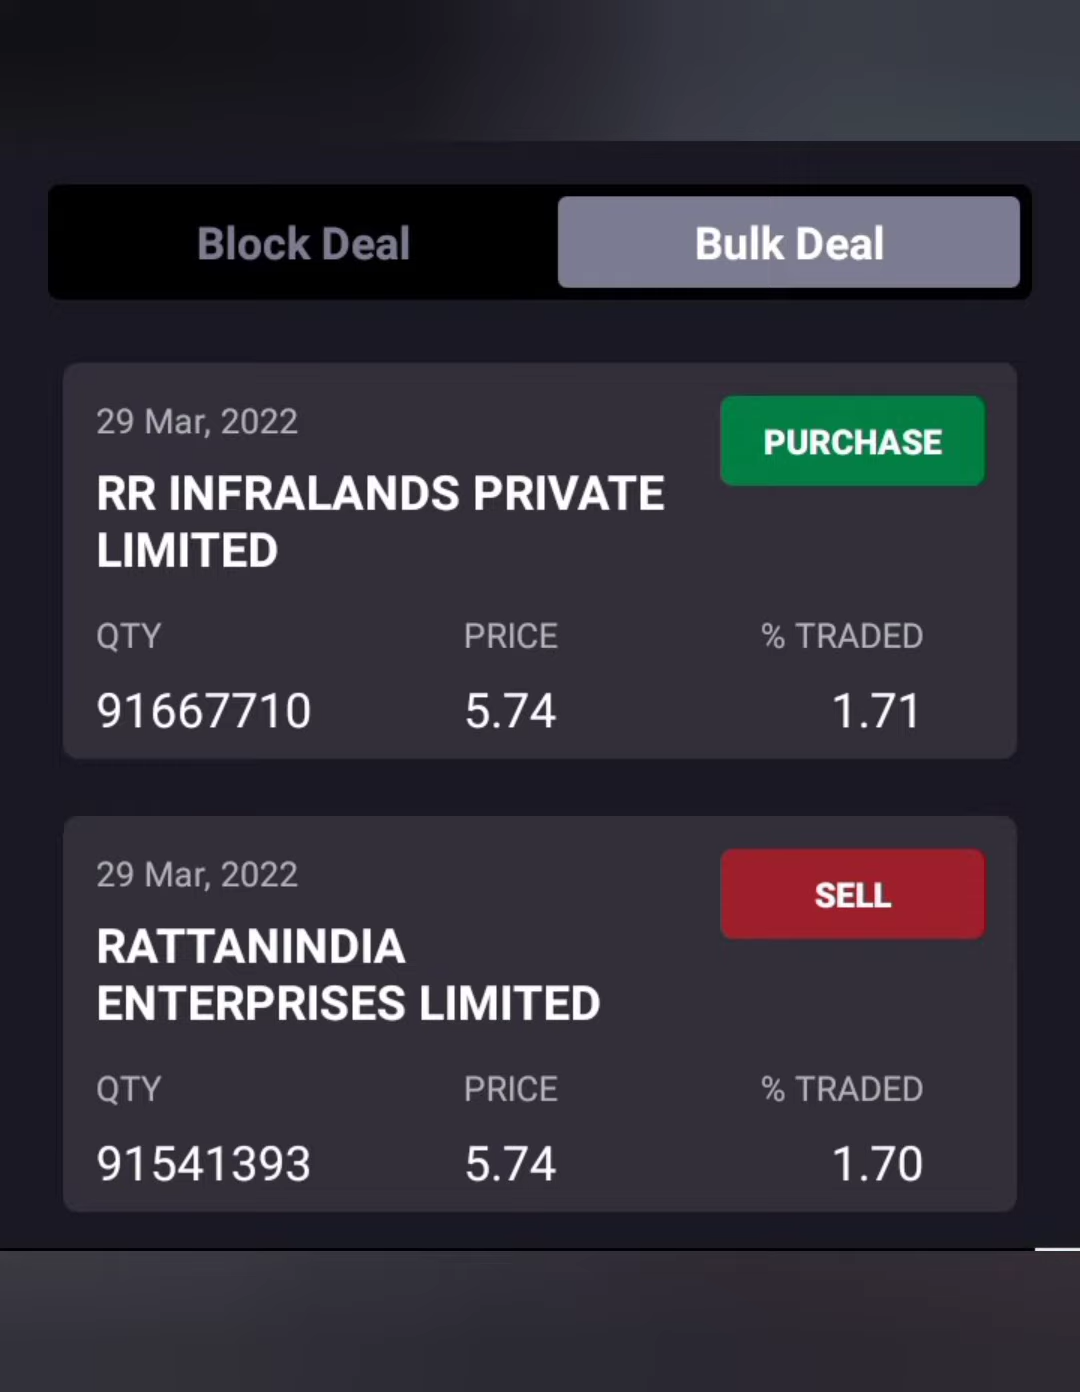 Block Deal
Bulk Deal
29 Mar, 2022
PURCHASE
RR INFRALANDS PRIVATE
LIMITED
QTY
PRICE
% TRADED
91667710
5.74
1.71
29 Mar, 2022
SELL
RATTANINDIA
ENTERPRISES LIMITED
QTY
PRICE
% TRADED
91541393
5.74
1.70